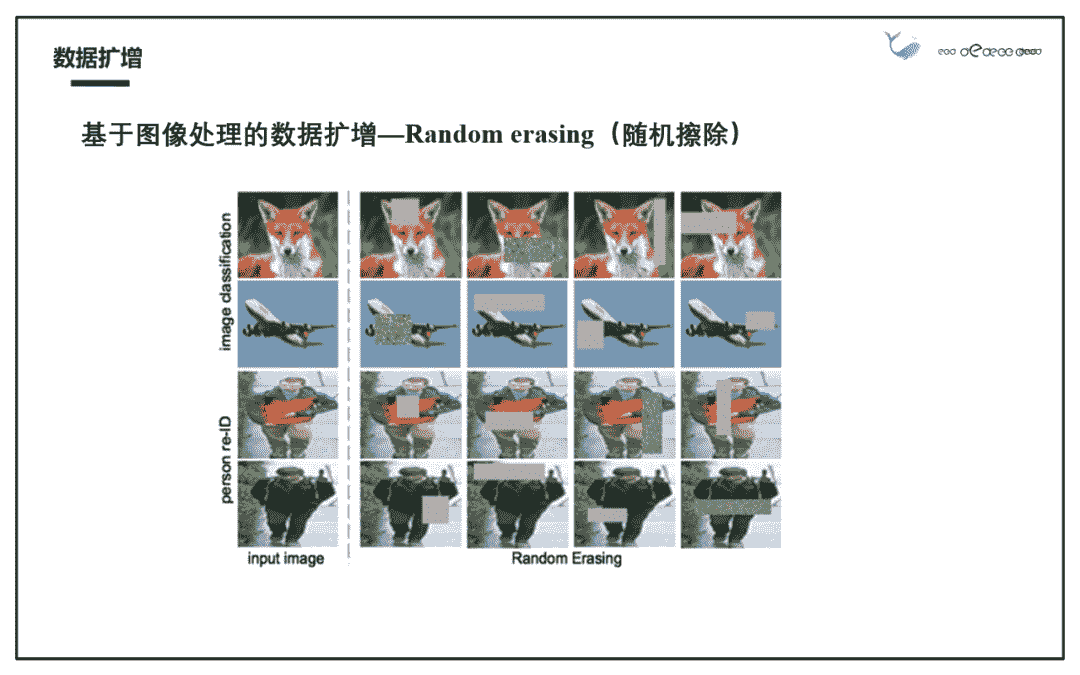 数据扩增
基于图像处理的数据扩增—Random erasing（随机擦除）
image classification
person re-ID
input image
Random Erasing